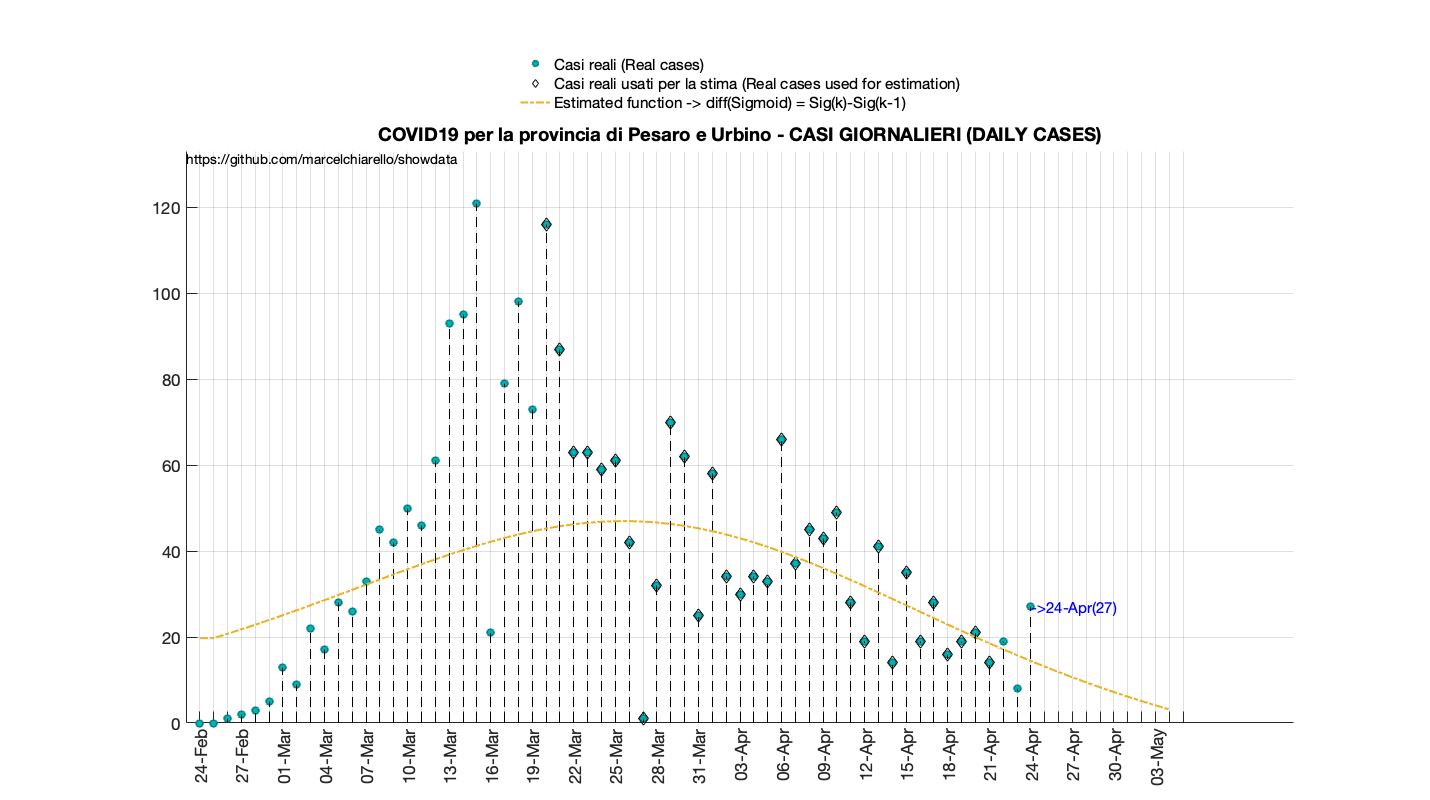 Casi reali (Real cases)
Casi reali usati per la stima (Real cases used for estimation)
Estimated function -> diff(Sigmoid) = Sig(k)-Sig(k-1)
COVID19 per la provincia di Pesaro e Urbino - CASI GIORNALIERI (DAILY CASES)
https://github.com/marcelchiarello/showdata
120
100
80
60
40
20
0
->24-Apr(27)
24-Feb
27-Feb
01-Mar
04-Mar
07-Mar
10-Mar
13-Mar
16-Mar
19-Mar
22-Mar
25-Mar
28-Mar
31-Mar
03-Apr
06-Apr
09-Apr
12-Apr
15-Apr
18-Apr
21-Apr
24-Apr
27-Apr
30-Apr
03-May